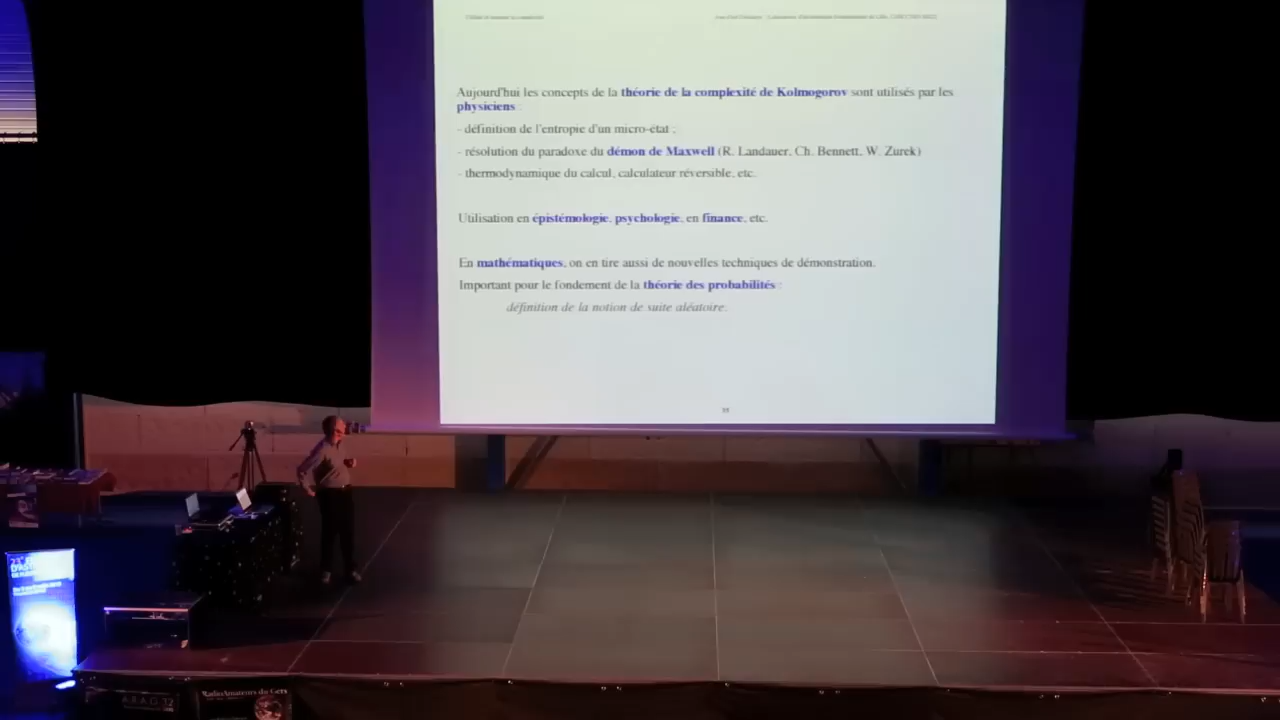 Aujourd'hui les concepts de la théorie de la complexité de Kolmogorov sont utilisés par les
physiciens :
- définition de l'entropie d'un micro-état ;
- résolution du paradoxe du démon de Maxwell (R. Landauer, Ch. Bennett, W. Zurek)
- thermodynamique du calcul, calculateur réversible, etc.
Utilisation en épistémologie, psychologie, en finance, etc.
En mathématiques, on en tire aussi de nouvelles techniques de démonstration.
Important pour le fondement de la théorie des probabilités :
définition de la notion de suite aléatoire.
RadioAmateurs du Gers